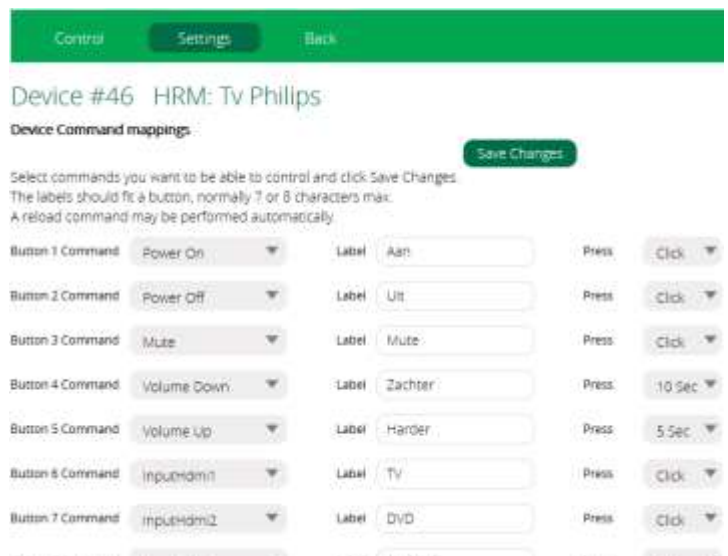 Control Settings Back
Device #46 HRM: Tv Philips
Device Command mappings
Save Changes
Select commands you want to be able to control and click Save Changes.
The labels should fit a button, normally 7 or 8 characters max.
A reload command may be performed automatically.
Button 1 Command Power On Label Aan Press Click
Button 2 Command Power Off Label Uit Press Click
Button 3 Command Mute Label Mute Press Click
Button 4 Command Volume Down Label Zachter Press 10 Sec
Button 5 Command Volume Up Label Harder Press 5 Sec
Button 6 Command InputHdmi1 Label TV Press Click
Button 7 Command InputHdmi2 Label DVD Press Click